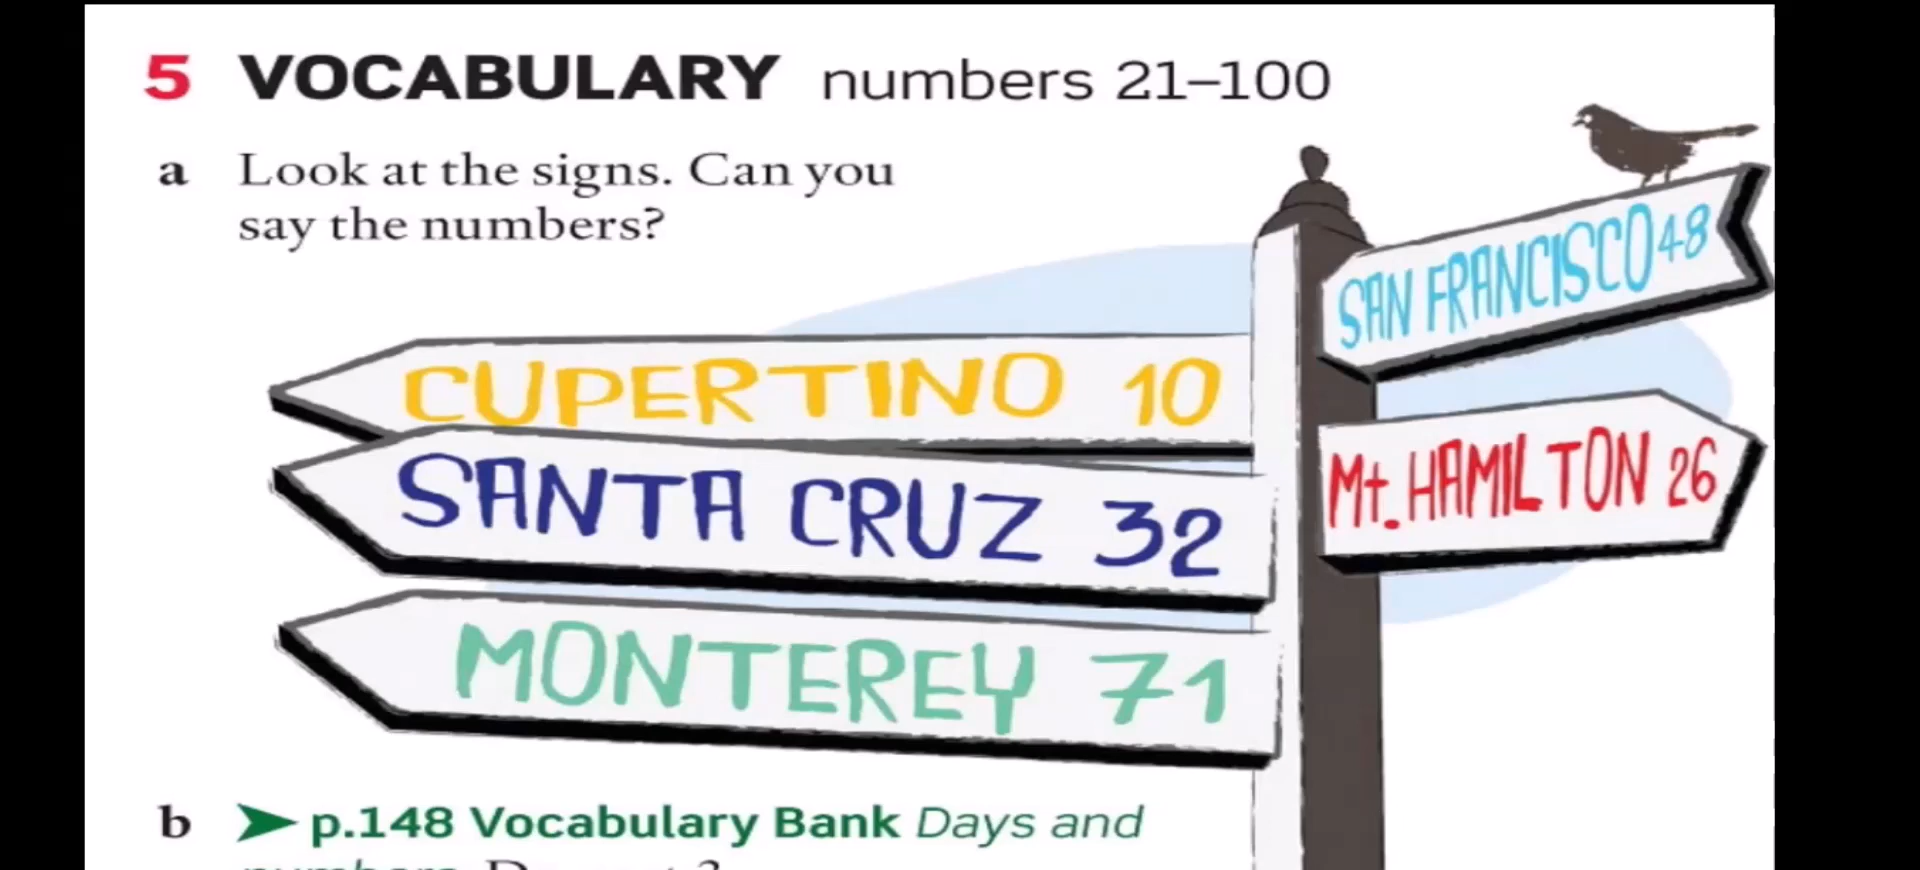 5 VOCABULARY numbers 21–100
a Look at the signs. Can you
say the numbers?
SAN FRANCISCO 48
CUPERTINO 10
Mt. HAMILTON 26
SANTA CRUZ 32
MONTEREY 71
b ➤ p.148 Vocabulary Bank Days and
numbers.